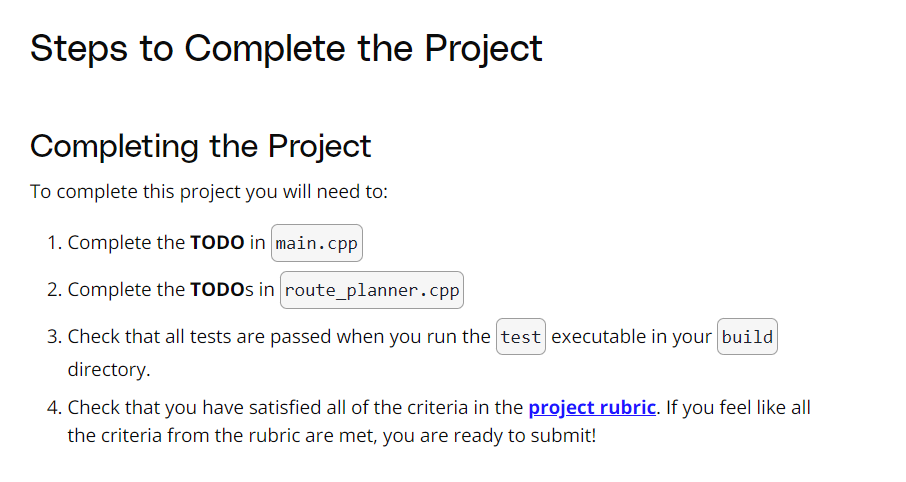 Steps to Complete the Project
Completing the Project
To complete this project you will need to:
1. Complete the TODO in main.cpp
2. Complete the TODOs in route_planner.cpp
3. Check that all tests are passed when you run the test executable in your build
directory.
4. Check that you have satisfied all of the criteria in the project rubric. If you feel like all
the criteria from the rubric are met, you are ready to submit!